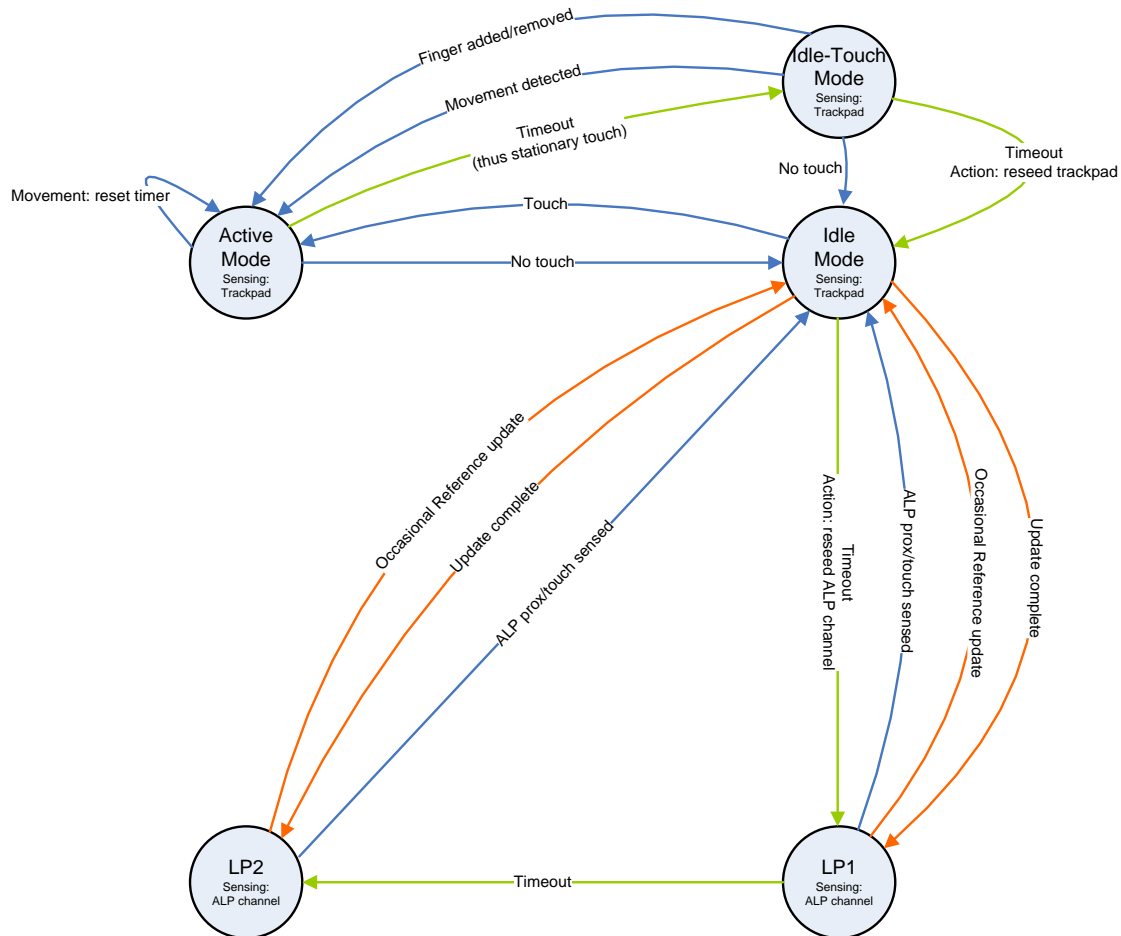 Finger added/removed
Idle-Touch
Mode
Sensing:
Trackpad
Movement detected
Timeout
(thus stationary touch)
Timeout
Action: reseed trackpad
No touch
Movement: reset timer
Touch
Active
Mode
Sensing:
Trackpad
No touch
Idle
Mode
Sensing:
Trackpad
Occasional Reference update
Update complete
ALP prox/touch sensed
Timeout
Action: reseed ALP channel
ALP prox/touch sensed
Occasional Reference update
Update complete
LP2
Sensing:
ALP channel
Timeout
LP1
Sensing:
ALP channel